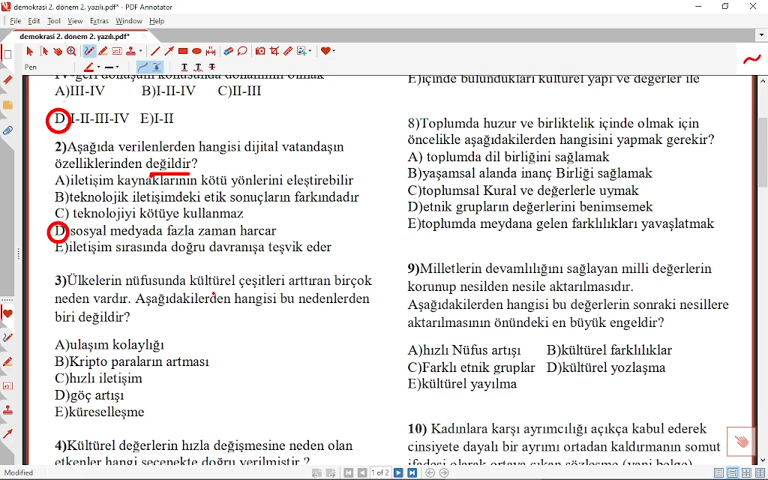 demokrasi 2. dönem 2. yazılı.pdf* - PDF Annotator
File Edit Tool View Extras Window Help
demokrasi 2. dönem 2. yazılı.pdf*
Pen
A)III-IV B)I-II-IV C)II-III
D)I-II-III-IV E)I-II
2)Aşağıda verilenlerden hangisi dijital vatandaşın
özelliklerinden değildir?
A)iletişim kaynaklarının kötü yönlerini eleştirebilir
B)teknolojik iletişimdeki etik sonuçların farkındadır
C) teknolojiyi kötüye kullanmaz
D)sosyal medyada fazla zaman harcar
E)iletişim sırasında doğru davranışa teşvik eder
3)Ülkelerin nüfusunda kültürel çeşitleri arttıran birçok
neden vardır. Aşağıdakilerden hangisi bu nedenlerden
biri değildir?
A)ulaşım kolaylığı
B)Kripto paraların artması
C)hızlı iletişim
D)göç artışı
E)küreselleşme
4)Kültürel değerlerin hızla değişmesine neden olan
etkenler hangi seçenekte doğru verilmiştir ?
E)içinde bulundukları kültürel yapı ve değerler ile
8)Toplumda huzur ve birliktelik içinde olmak için
öncelikle aşağıdakilerden hangisini yapmak gerekir?
A) toplumda dil birliğini sağlamak
B)yaşamsal alanda inanç Birliği sağlamak
C)toplumsal Kural ve değerlerle uymak
D)etnik grupların değerlerini benimsemek
E)toplumda meydana gelen farklılıkları yavaşlatmak
9)Milletlerin devamlılığını sağlayan milli değerlerin
korunup nesilden nesile aktarılmasıdır.
Aşağıdakilerden hangisi bu değerlerin sonraki nesillere
aktarılmasının önündeki en büyük engeldir?
A)hızlı Nüfus artışı B)kültürel farklılıklar
C)Farklı etnik gruplar D)kültürel yozlaşma
E)kültürel yayılma
10) Kadınlara karşı ayrımcılığı açıkça kabul ederek
cinsiyete dayalı bir ayrımı ortadan kaldırmanın somut
ifadesi olarak ortaya çıkan sözleşme
Modified
1 of 2